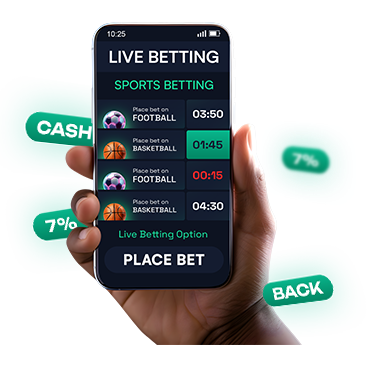 10:25
LIVE BETTING
SPORTS BETTING
Place bet on
FOOTBALL
03:50
Place bet on
BASKETBALL
01:45
Place bet on
FOOTBALL
00:15
Place bet on
BASKETBALL
04:30
Live Betting Option
PLACE BET
CASH
7%
7%
BACK